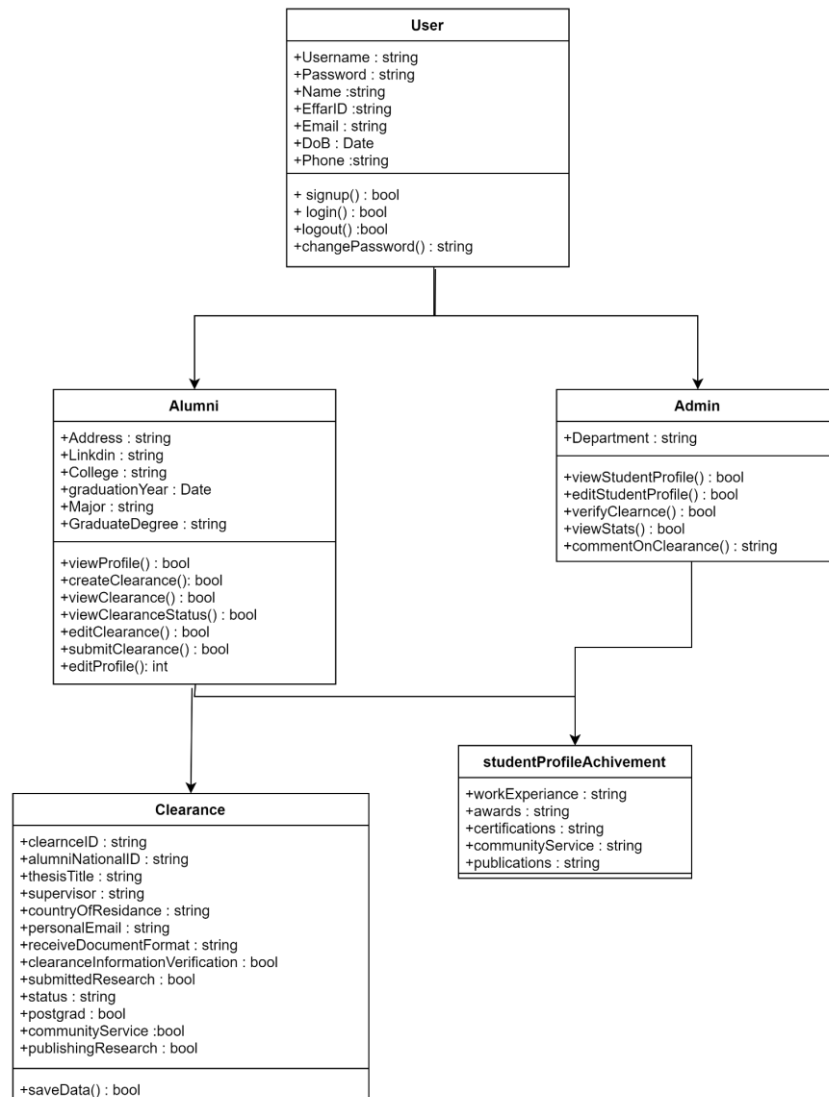 User
+Username : string
+Password : string
+Name :string
+EffarID :string
+Email : string
+DoB : Date
+Phone :string
+ signup() : bool
+ login() : bool
+logout() :bool
+changePassword() : string
Alumni
+Address : string
+Linkdin : string
+College : string
+graduationYear : Date
+Major : string
+GraduateDegree : string
+viewProfile() : bool
+createClearance(): bool
+viewClearance() : bool
+viewClearanceStatus() : bool
+editClearance() : bool
+submitClearance() : bool
+editProfile(): int
Admin
+Department : string
+viewStudentProfile() : bool
+editStudentProfile() : bool
+verifyClearnce() : bool
+viewStats() : bool
+commentOnClearance() : string
Clearance
+clearnceID : string
+alumniNationalID : string
+thesisTitle : string
+supervisor : string
+countryOfResidance : string
+personalEmail : string
+receiveDocumentFormat : string
+clearanceInformationVerification : bool
+submittedResearch : bool
+status : string
+postgrad : bool
+communityService :bool
+publishingResearch : bool
+saveData() : bool
studentProfileAchivement
+workExperiance : string
+awards : string
+certifications : string
+communityService : string
+publications : string